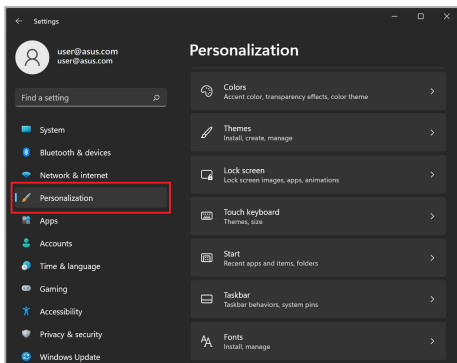 Settings
user@asus.com
user@asus.com
Find a setting
System
Bluetooth & devices
Network & internet
Personalization
Apps
Accounts
Time & language
Gaming
Accessibility
Privacy & security
Windows Update
Personalization
Colors
Accent color, transparency effects, color theme
Themes
Install, create, manage
Lock screen
Lock screen images, apps, animations
Touch keyboard
Themes, size
Start
Recent apps and items, folders
Taskbar
Taskbar behaviors, system pins
Fonts
Install, manage